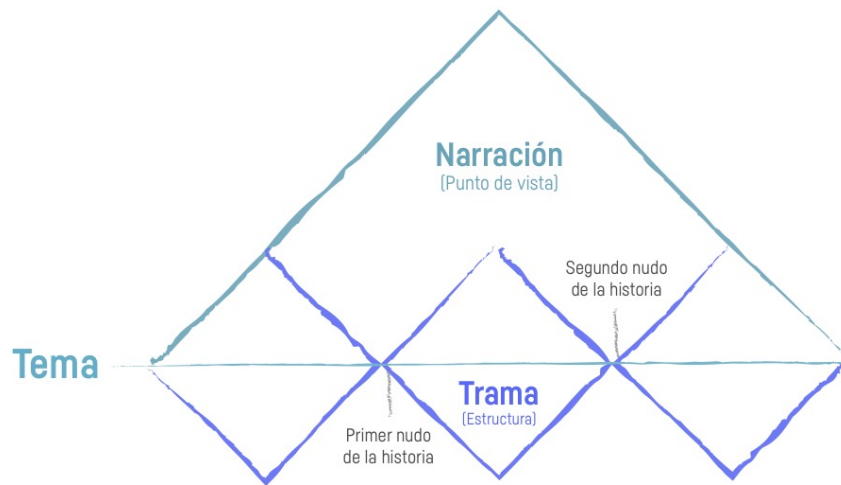 Narración
(Punto de vista)
Segundo nudo
de la historia
Tema
Trama
(Estructura)
Primer nudo
de la historia